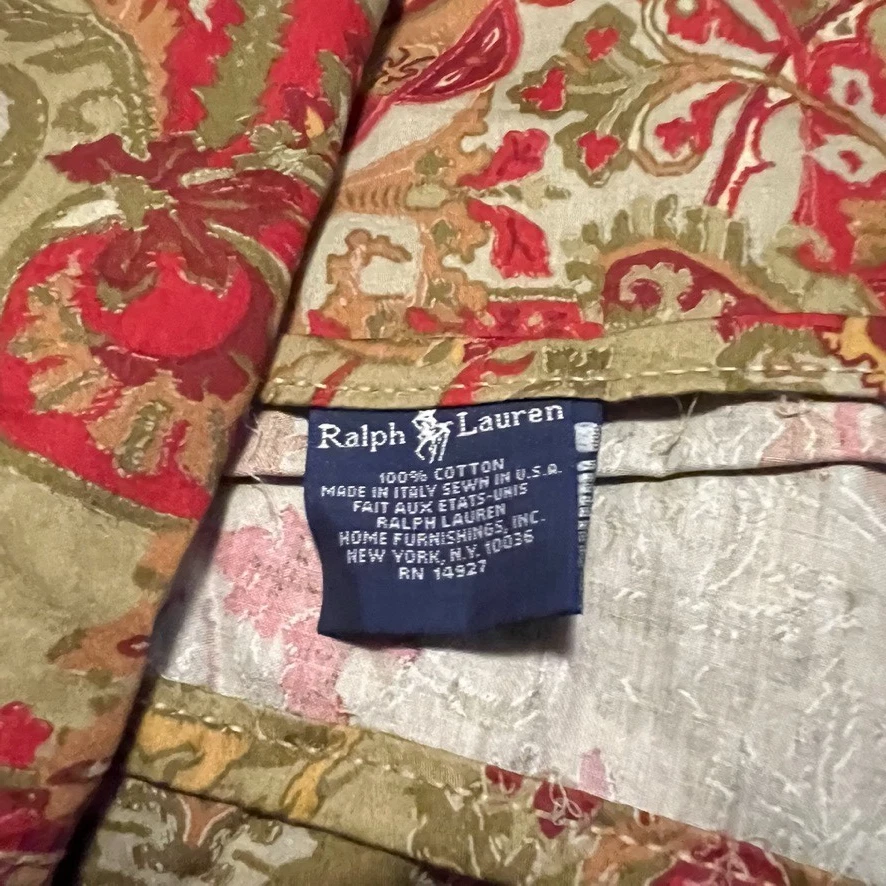 Ralph Lauren
100% COTTON
MADE IN ITALY SEWN IN U.S.A.
FAIT AUX ETATS-UNIS
RALPH LAUREN
HOME FURNISHINGS, INC.
NEW YORK, N.Y. 10036
RN 14927